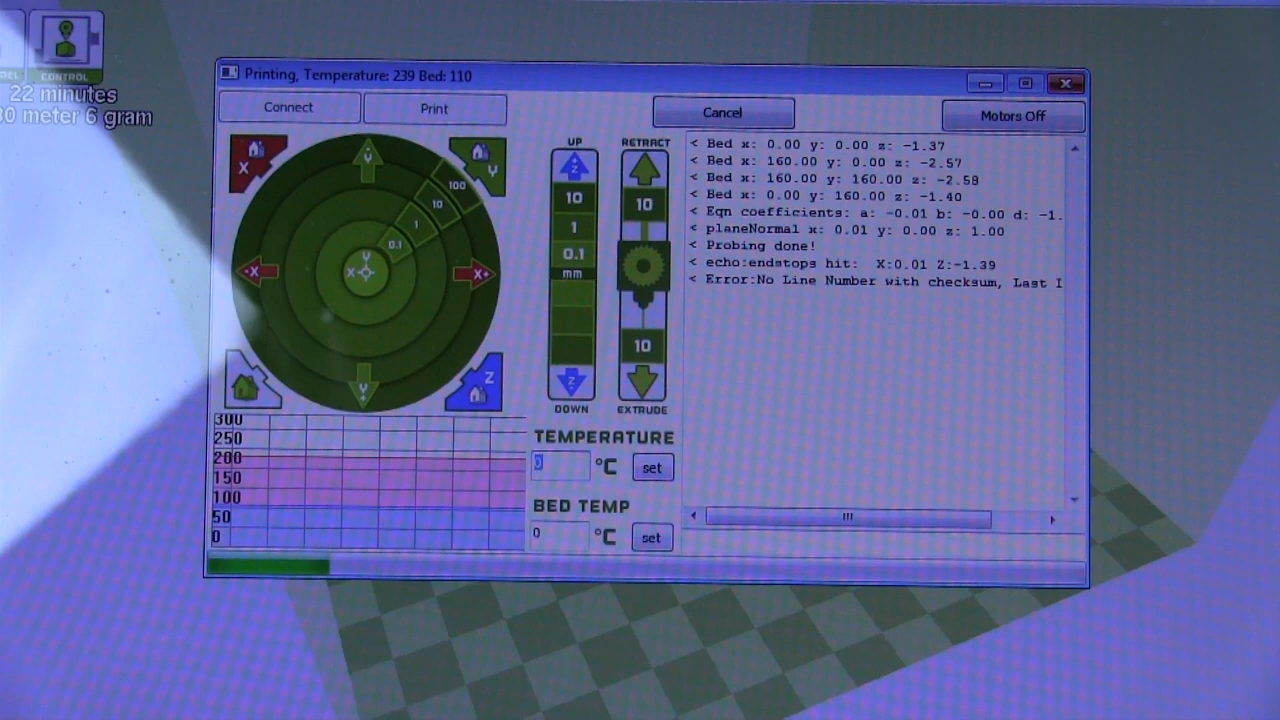 CONTROL
22 minutes
30 meter 6 gram
Printing, Temperature: 239 Bed: 110
Connect
Print
Cancel
Motors Off
X
Y
Y
100
10
1
0.1
Y
X
-X
X+
Y
+
Z
UP
Z
10
1
0.1
mm
Z
DOWN
RETRACT
10
10
EXTRUDE
< Bed x: 0.00 y: 0.00 z: -1.37
< Bed x: 160.00 y: 0.00 z: -2.57
< Bed x: 160.00 y: 160.00 z: -2.58
< Bed x: 0.00 y: 160.00 z: -1.40
< Eqn coefficients: a: -0.01 b: -0.00 d: -1.
< planeNormal x: 0.01 y: 0.00 z: 1.00
< Probing done!
< echo:endstops hit: X:0.01 Z:-1.39
< Error:No Line Number with checksum, Last
300
250
200
150
100
50
0
TEMPERATURE
0 °C set
BED TEMP
0 °C set